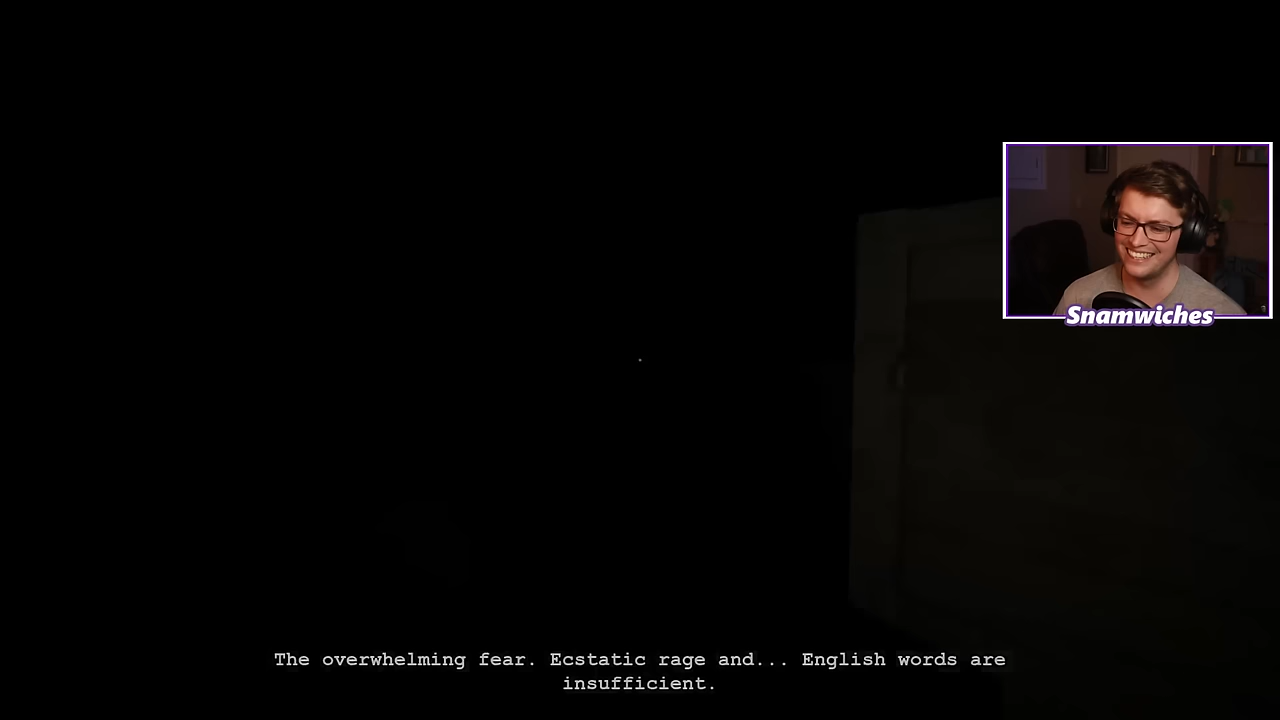 Snamwiches
The overwhelming fear. Ecstatic rage and... English words are
insufficient.